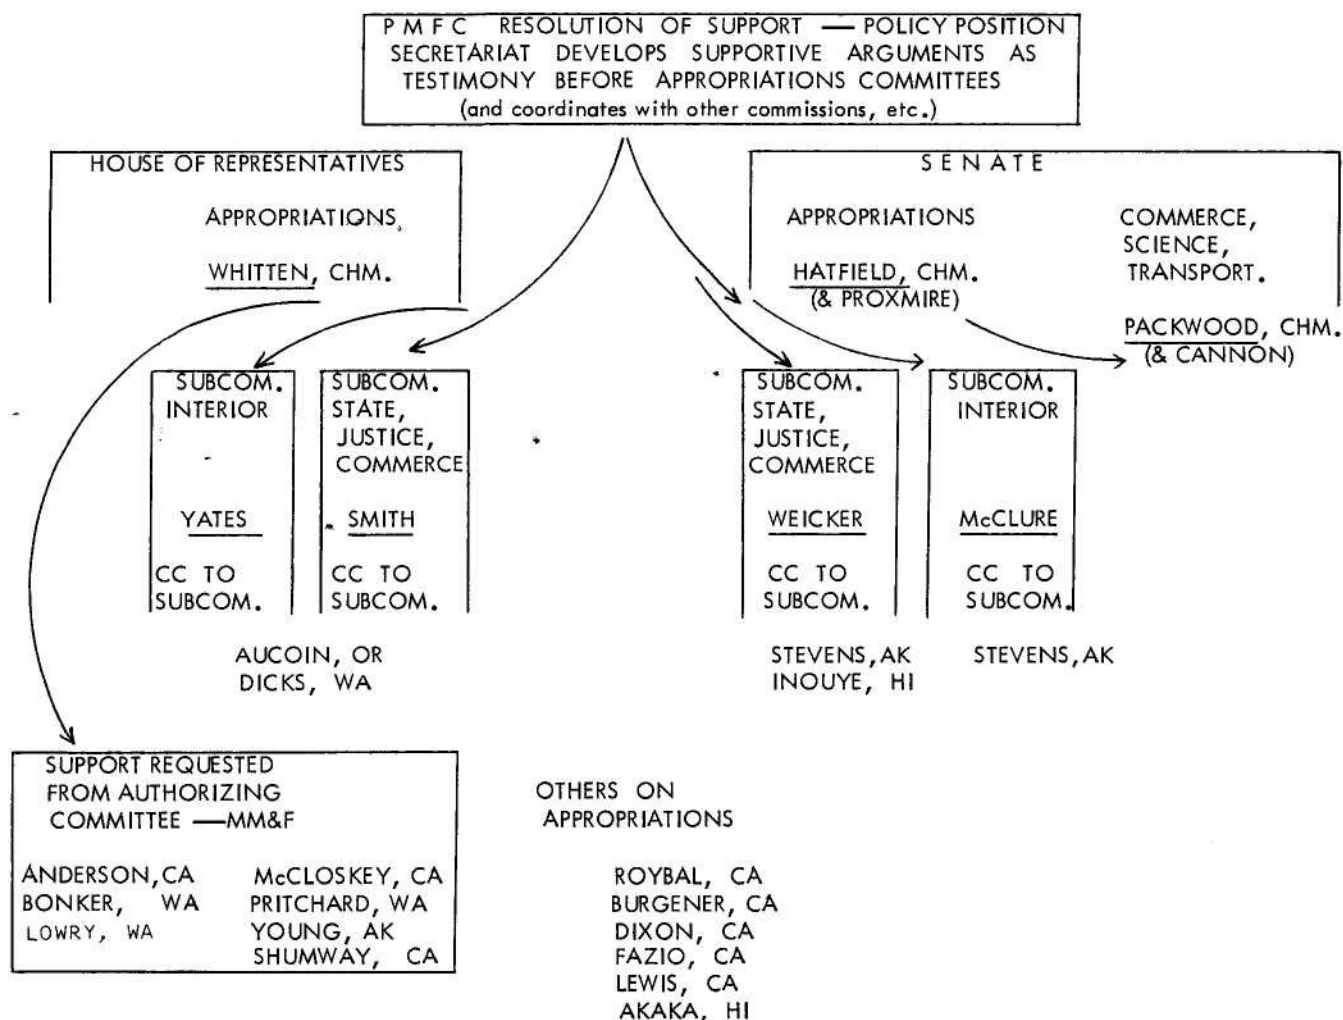 PMFC RESOLUTION OF SUPPORT — POLICY POSITION
SECRETARIAT DEVELOPS SUPPORTIVE ARGUMENTS AS
TESTIMONY BEFORE APPROPRIATIONS COMMITTEES
(and coordinates with other commissions, etc.)
HOUSE OF REPRESENTATIVES
APPROPRIATIONS
WHITTEN, CHM.
SENATE
APPROPRIATIONS
HATFIELD, CHM.
(& PROXMIRE)
COMMERCE,
SCIENCE,
TRANSPORT.
PACKWOOD, CHM.
(& CANNON)
SUBCOM.
INTERIOR
YATES
CC TO
SUBCOM.
SUBCOM.
STATE,
JUSTICE,
COMMERCE
SMITH
CC TO
SUBCOM.
AUCOIN, OR
DICKS, WA
SUBCOM.
STATE,
JUSTICE,
COMMERCE
WEICKER
CC TO
SUBCOM.
STEVENS, AK
INOUYE, HI
SUBCOM.
INTERIOR
McCLURE
CC TO
SUBCOM.
STEVENS, AK
SUPPORT REQUESTED
FROM AUTHORIZING
COMMITTEE — MM&F
ANDERSON, CA
BONKER, WA
LOWRY, WA
McCLOSKEY, CA
PRITCHARD, WA
YOUNG, AK
SHUMWAY, CA
OTHERS ON
APPROPRIATIONS
ROYBAL, CA
BURGENER, CA
DIXON, CA
FAZIO, CA
LEWIS, CA
AKAKA, HI